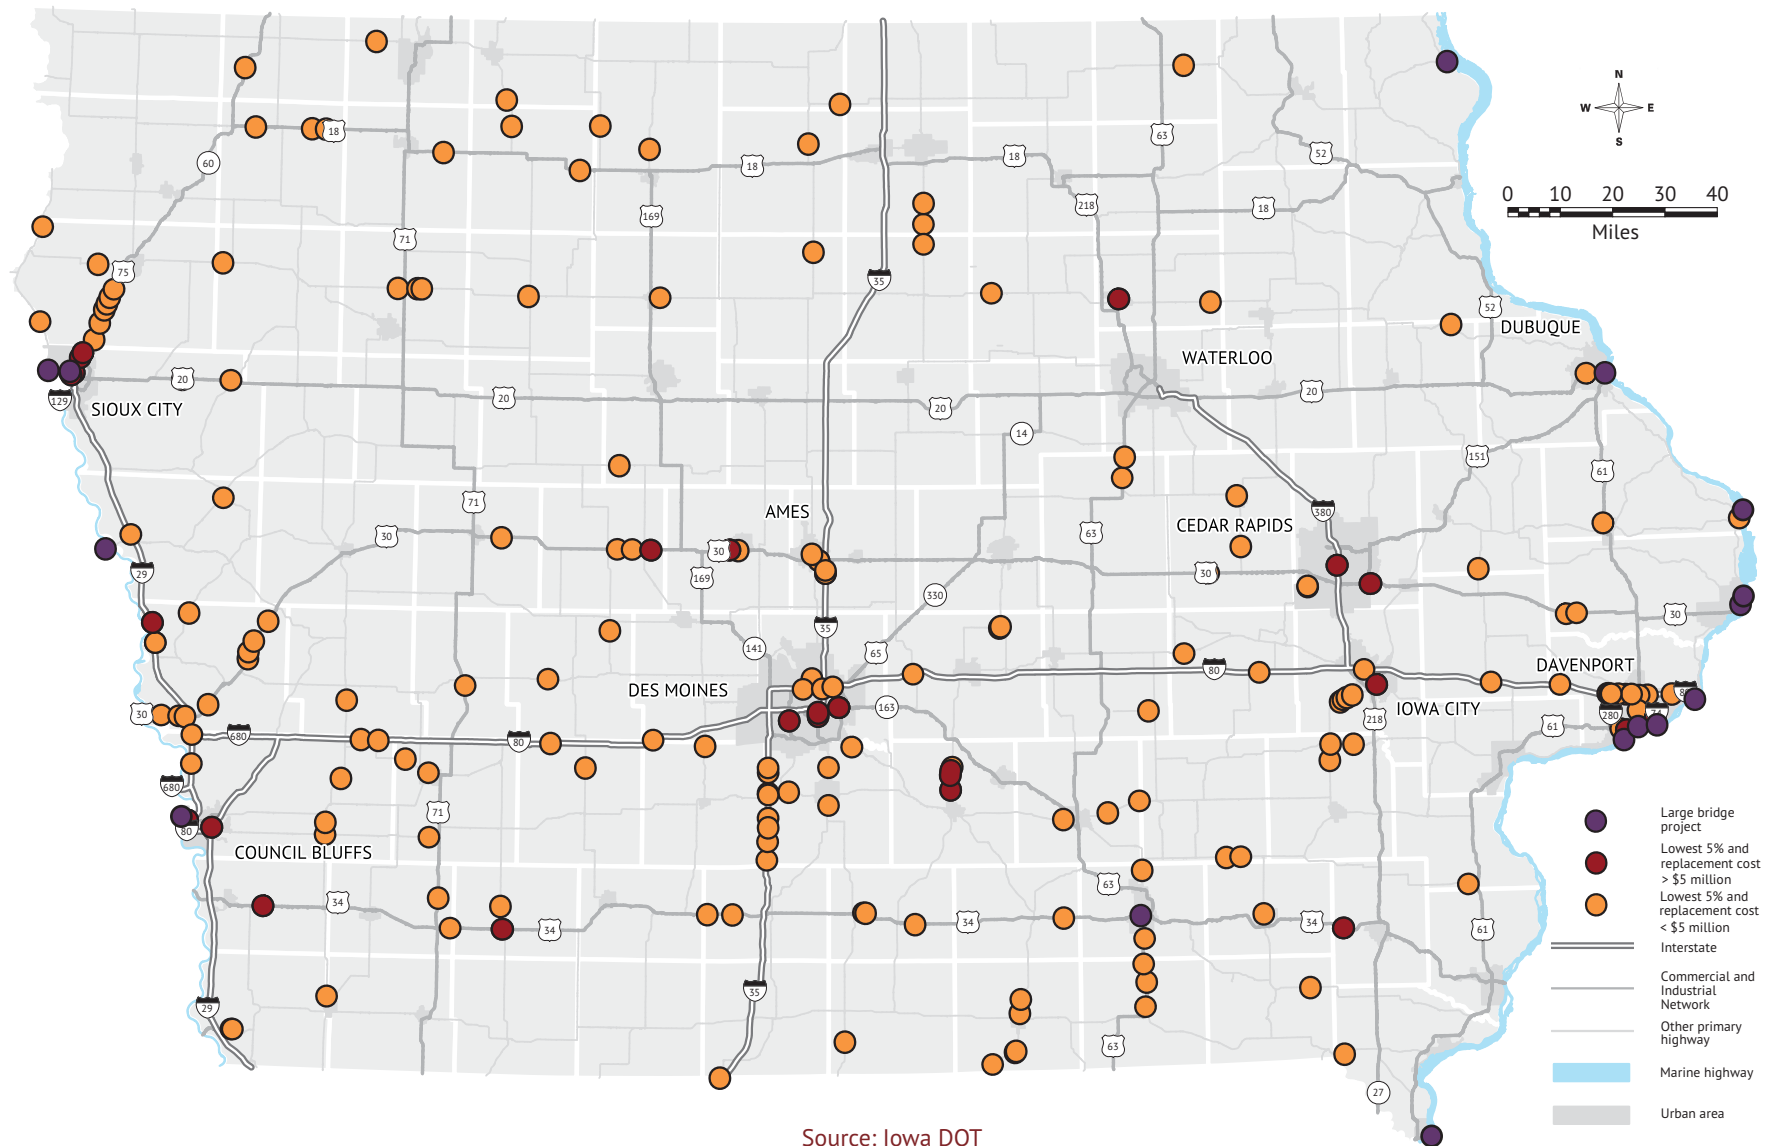 18
60
18
18
63
52
N
W E
S
0 10 20 30 40
Miles
218
18
169
71
75
35
52
DUBUQUE
WATERLOO
20
129
SIOUX CITY
20
20
20
14
151
61
71
AMES
380
CEDAR RAPIDS
30
30
63
29
169
30
330
30
35
141
65
DES MOINES
80
DAVENPORT
30
163
IOWA CITY
218
280
74
61
680
80
680
71
80
COUNCIL BLUFFS
Large bridge
project
Lowest 5% and
replacement cost
> $5 million
Lowest 5% and
replacement cost
< $5 million
Interstate
Commercial and
Industrial
Network
Other primary
highway
Marine highway
Urban area
34
34
34
63
34
61
29
35
63
27
Source: Iowa DOT